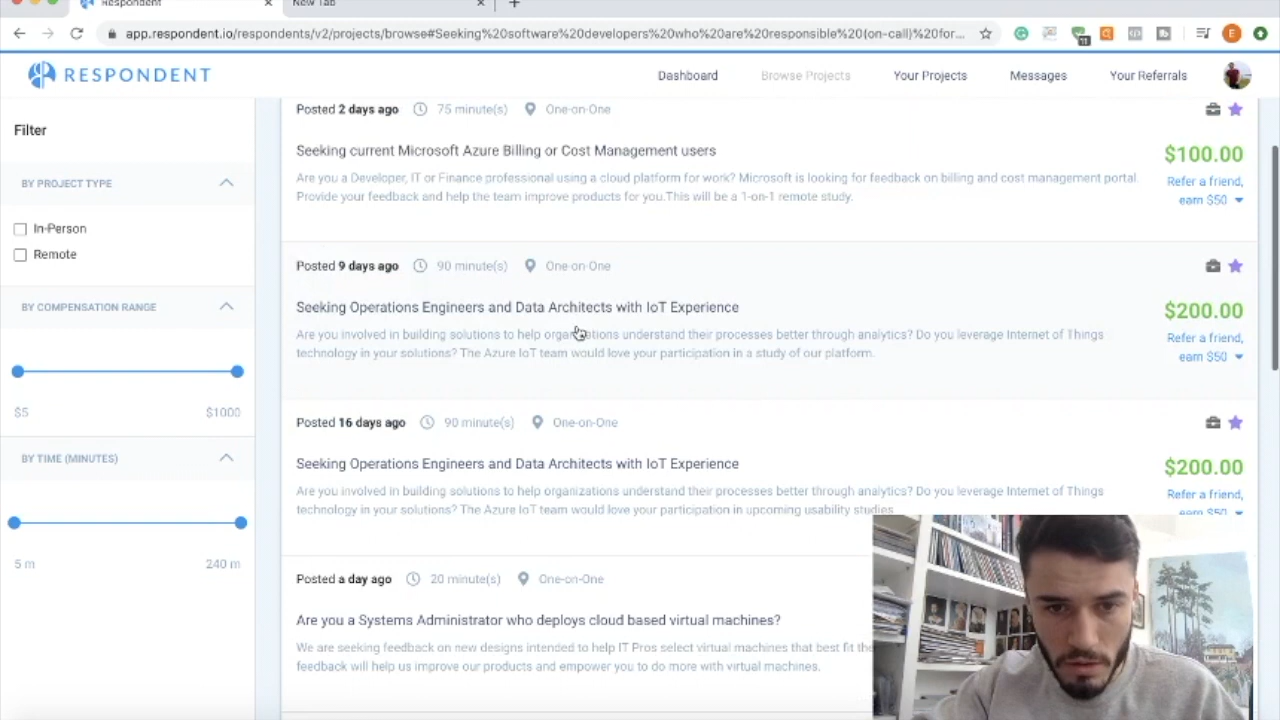 Respondent
New Tab
app.respondent.io/respondents/v2/projects/browse#Seeking%20software%20developers%20who%20are%20responsible%20(on-call)%20for...
11
E
RESPONDENT
Dashboard
Browse Projects
Your Projects
Messages
Your Referrals
Filter
BY PROJECT TYPE
In-Person
Remote
BY COMPENSATION RANGE
$5
$1000
BY TIME (MINUTES)
5 m
240 m
Posted 2 days ago 75 minute(s) One-on-One
Seeking current Microsoft Azure Billing or Cost Management users
$100.00
Are you a Developer, IT or Finance professional using a cloud platform for work? Microsoft is looking for feedback on billing and cost management portal.
Provide your feedback and help the team improve products for you.This will be a 1-on-1 remote study.
Refer a friend,
earn $50
Posted 9 days ago 90 minute(s) One-on-One
Seeking Operations Engineers and Data Architects with IoT Experience
$200.00
Are you involved in building solutions to help organizations understand their processes better through analytics? Do you leverage Internet of Things
technology in your solutions? The Azure IoT team would love your participation in a study of our platform.
Refer a friend,
earn $50
Posted 16 days ago 90 minute(s) One-on-One
Seeking Operations Engineers and Data Architects with IoT Experience
$200.00
Are you involved in building solutions to help organizations understand their processes better through analytics? Do you leverage Internet of Things
technology in your solutions? The Azure IoT team would love your participation in upcoming usability studies
Refer a friend,
earn $50
Posted a day ago 20 minute(s) One-on-One
Are you a Systems Administrator who deploys cloud based virtual machines?
We are seeking feedback on new designs intended to help IT Pros select virtual machines that best fit the
feedback will help us improve our products and empower you to do more with virtual machines.